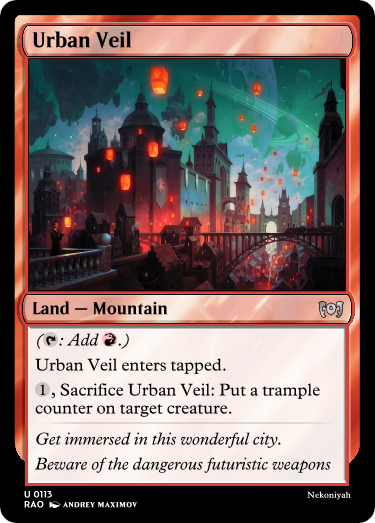 Urban Veil
Land — Mountain
(T: Add R.)
Urban Veil enters tapped.
1, Sacrifice Urban Veil: Put a trample
counter on target creature.
Get immersed in this wonderful city.
Beware of the dangerous futuristic weapons
U 0113
RAO ANDREY MAXIMOV
Nekoniyah